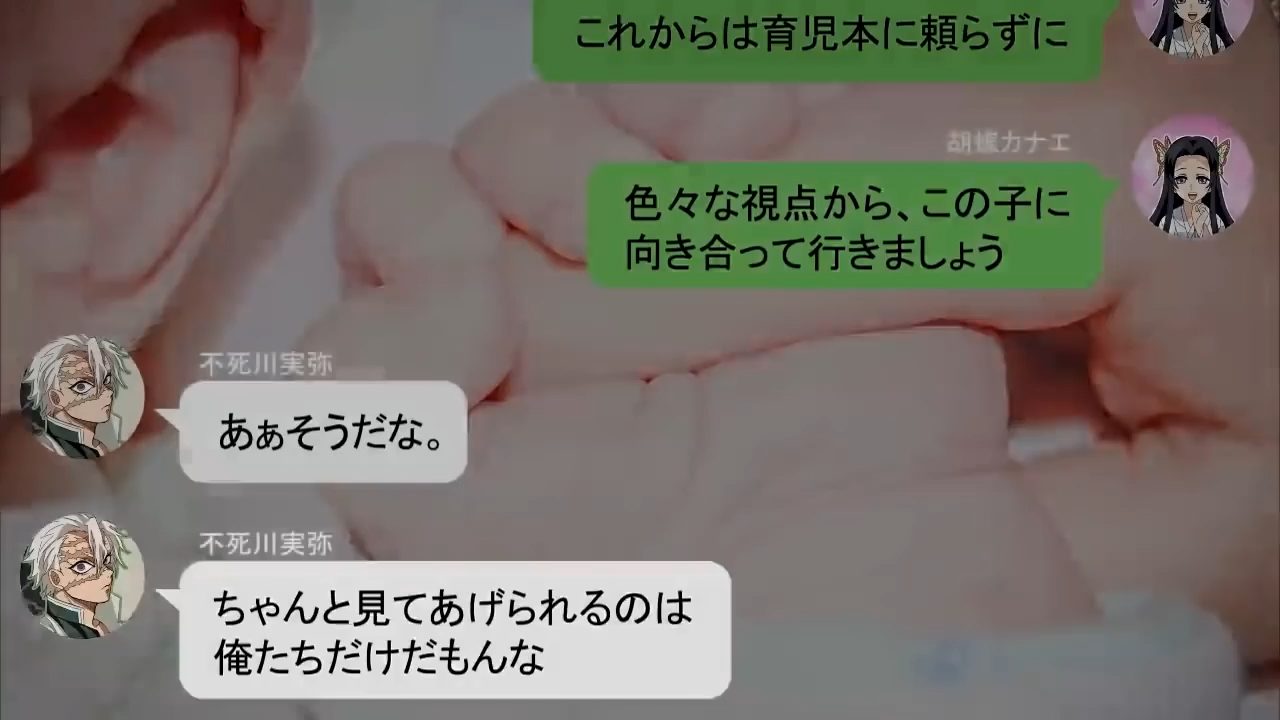 これからは育児本に頼らずに
胡蝶カナエ
色々な視点から、この子に
向き合って行きましょう
不死川実弥
あぁそうだな。
不死川実弥
ちゃんと見てあげられるのは
俺たちだけだもんな